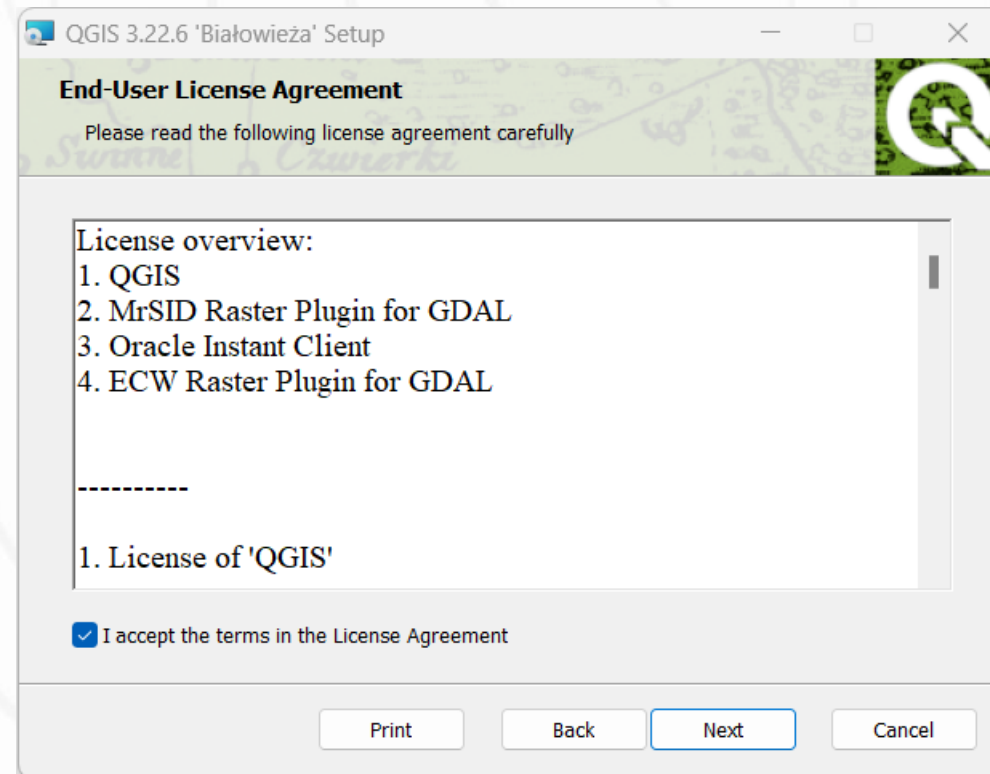 QGIS 3.22.6 'Białowieża' Setup
End-User License Agreement
Please read the following license agreement carefully
Swinne
Czwierki
License overview:
1. QGIS
2. MrSID Raster Plugin for GDAL
3. Oracle Instant Client
4. ECW Raster Plugin for GDAL
----------
1. License of 'QGIS'
I accept the terms in the License Agreement
Print Back Next Cancel